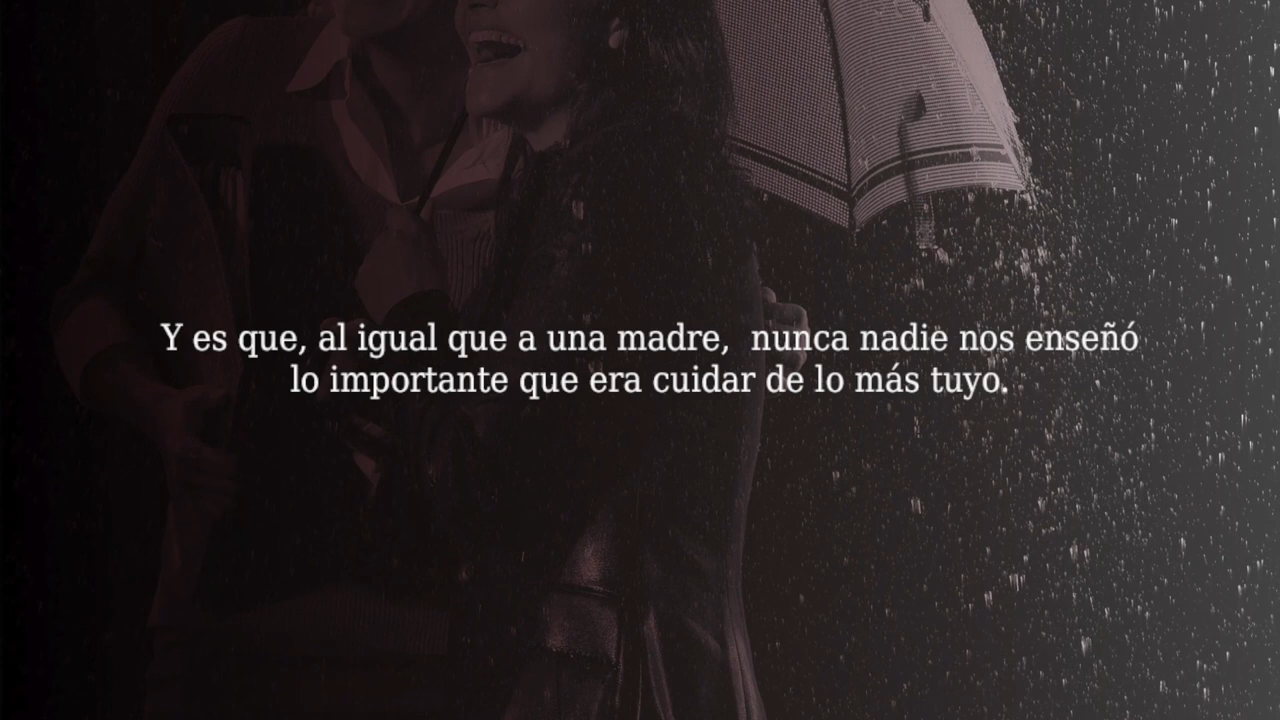 Y es que, al igual que a una madre,  nunca nadie nos enseñó
lo importante que era cuidar de lo más tuyo.